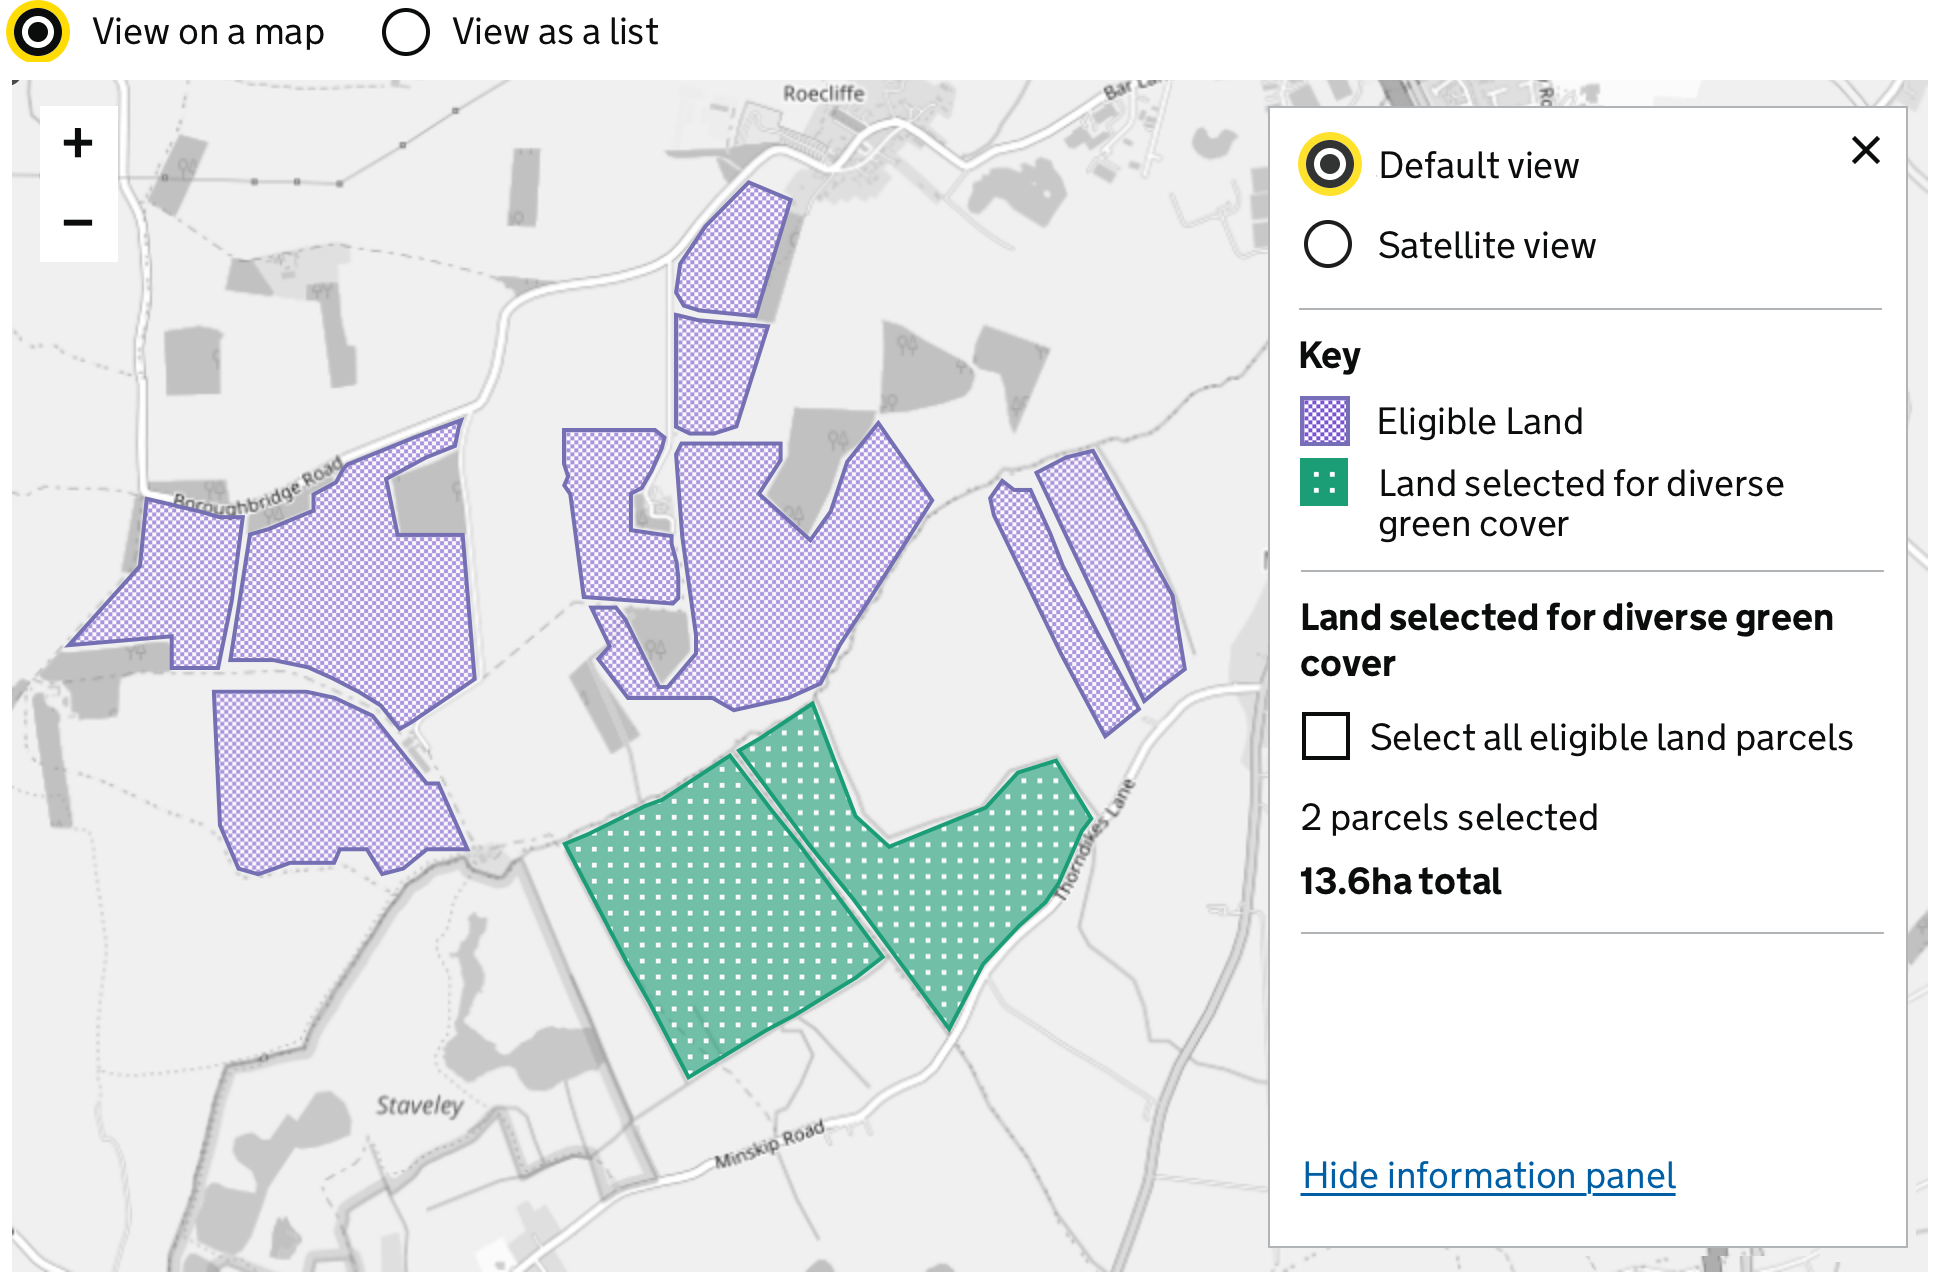 View on a map
View as a list
Roecliffe
Bar La
+
−
Default view
Satellite view
Key
Eligible Land
Land selected for diverse
green cover
Boroughbridge Road
Land selected for diverse green
cover
Select all eligible land parcels
2 parcels selected
13.6ha total
Thorndikes Lane
Staveley
Minskip Road
Hide information panel